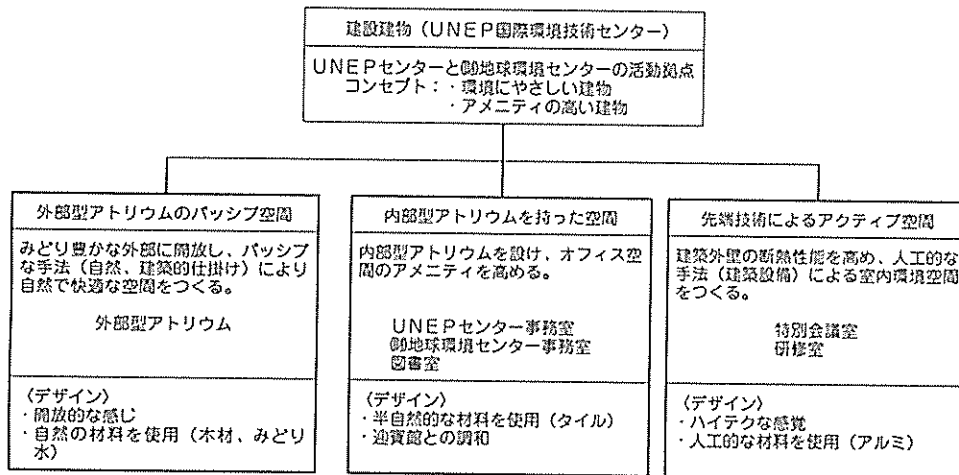 建設建物（UNEP国際環境技術センター）
UNEPセンターと㈶地球環境センターの活動拠点
コンセプト：・環境にやさしい建物
・アメニティの高い建物
外部型アトリウムのパッシブ空間
みどり豊かな外部に開放し、パッシブ
な手法（自然、建築的仕掛け）により
自然で快適な空間をつくる。
外部型アトリウム
〈デザイン〉
・開放的な感じ
・自然の材料を使用（木材、みどり
水）
内部型アトリウムを持った空間
内部型アトリウムを設け、オフィス空
間のアメニティを高める。
UNEPセンター事務室
㈶地球環境センター事務室
図書室
〈デザイン〉
・半自然的な材料を使用（タイル）
・迎賓館との調和
先端技術によるアクティブ空間
建築外壁の断熱性能を高め、人工的な
手法（建築設備）による室内環境空間
をつくる。
特別会議室
研修室
〈デザイン〉
・ハイテクな感覚
・人工的な材料を使用（アルミ）